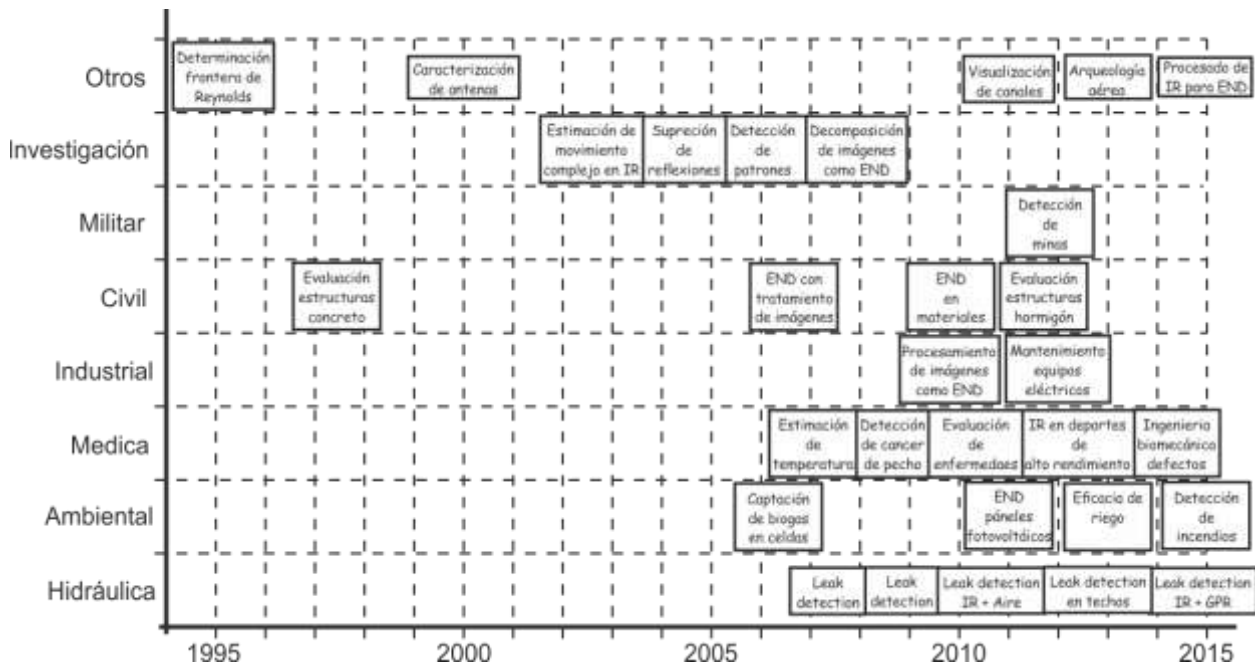 Otros
Determinación
frontera de
Reynolds
Caracterización
de antenas
Visualización
de canales
Arqueología
aérea
Procesado de
IR para END
Investigación
Estimación de
movimiento
complejo en IR
Supreción
de
reflexiones
Detección
de
patrones
Decomposición
de imágenes
como END
Militar
Detección
de
minas
Civil
Evaluación
estructuras
concreto
END con
tratamiento
de imágenes
END
en
materiales
Evaluación
estructuras
hormigón
Industrial
Procesamiento
de imágenes
como END
Mantenimiento
equipos
eléctricos
Medica
Estimación
de
temperatura
Detección
de cancer
de pecho
Evaluación
de
enfermedaes
IR en deportes
de
alto rendimiento
Ingenieria
biomecánica
defectos
Ambiental
Captación
de biogas
en celdas
END
páneles
fotovoltáicos
Eficacia de
riego
Detección
de
incendios
Hidráulica
Leak
detection
Leak
detection
Leak detection
IR + Aire
Leak detection
en techos
Leak detection
IR + GPR
1995
2000
2005
2010
2015